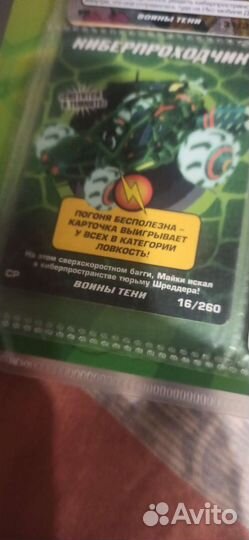 ВОИНЫ ТЕНИ
КИБЕРПРОХОДЧИК
ПОГОНЯ БЕСПОЛЕЗНА –
КАРТОЧКА ВЫИГРЫВАЕТ
У ВСЕХ В КАТЕГОРИИ
ЛОВКОСТЬ!
На этом сверхскоростном багги, Майки искал
в киберпространстве тюрьму Шреддера!
CP
ВОИНЫ ТЕНИ
16/260
Avito